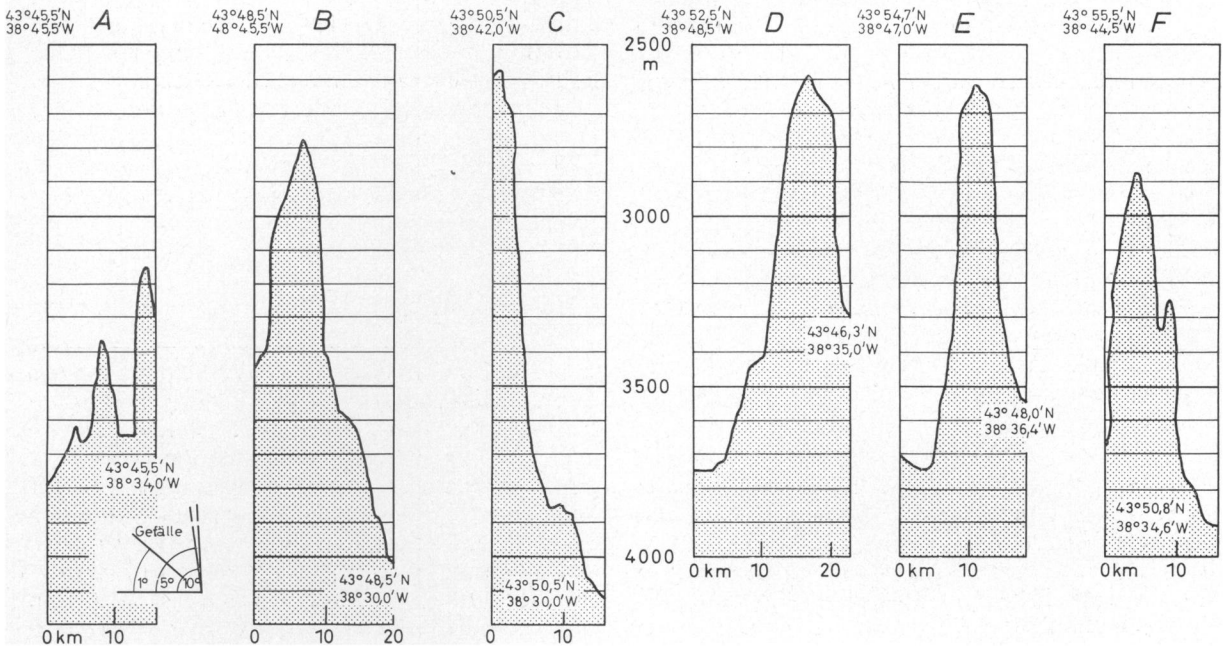 43°45,5'N
38°45,5'W
A
43°48,5'N
48°45,5'W
B
43°50,5'N
38°42,0'W
C
43°52,5'N
38°48,5'W
D
43°54,7'N
38°47,0'W
E
43°55,5'N
38°44,5'W
F
2500
m
3000
3500
4000
43°45,5'N
38°34,0'W
Gefälle
1° 5° 10°
43°48,5'N
38°30,0'W
43°50,5'N
38°30,0'W
43°46,3'N
38°35,0'W
43°48,0'N
38°36,4'W
43°50,8'N
38°34,6'W
0 km 10
0 10 20
0 10
0 km 10 20
0 km 10
0 km 10